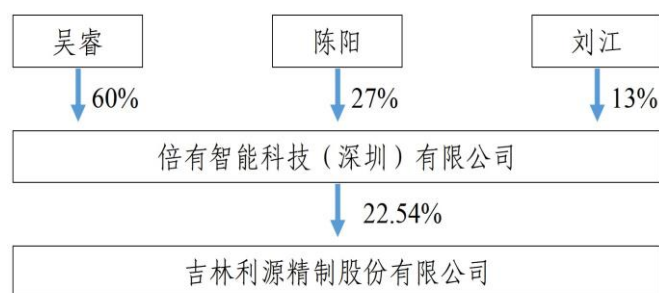 吴睿 陈阳 刘江
60% 27% 13%
倍有智能科技（深圳）有限公司
22.54%
吉林利源精制股份有限公司